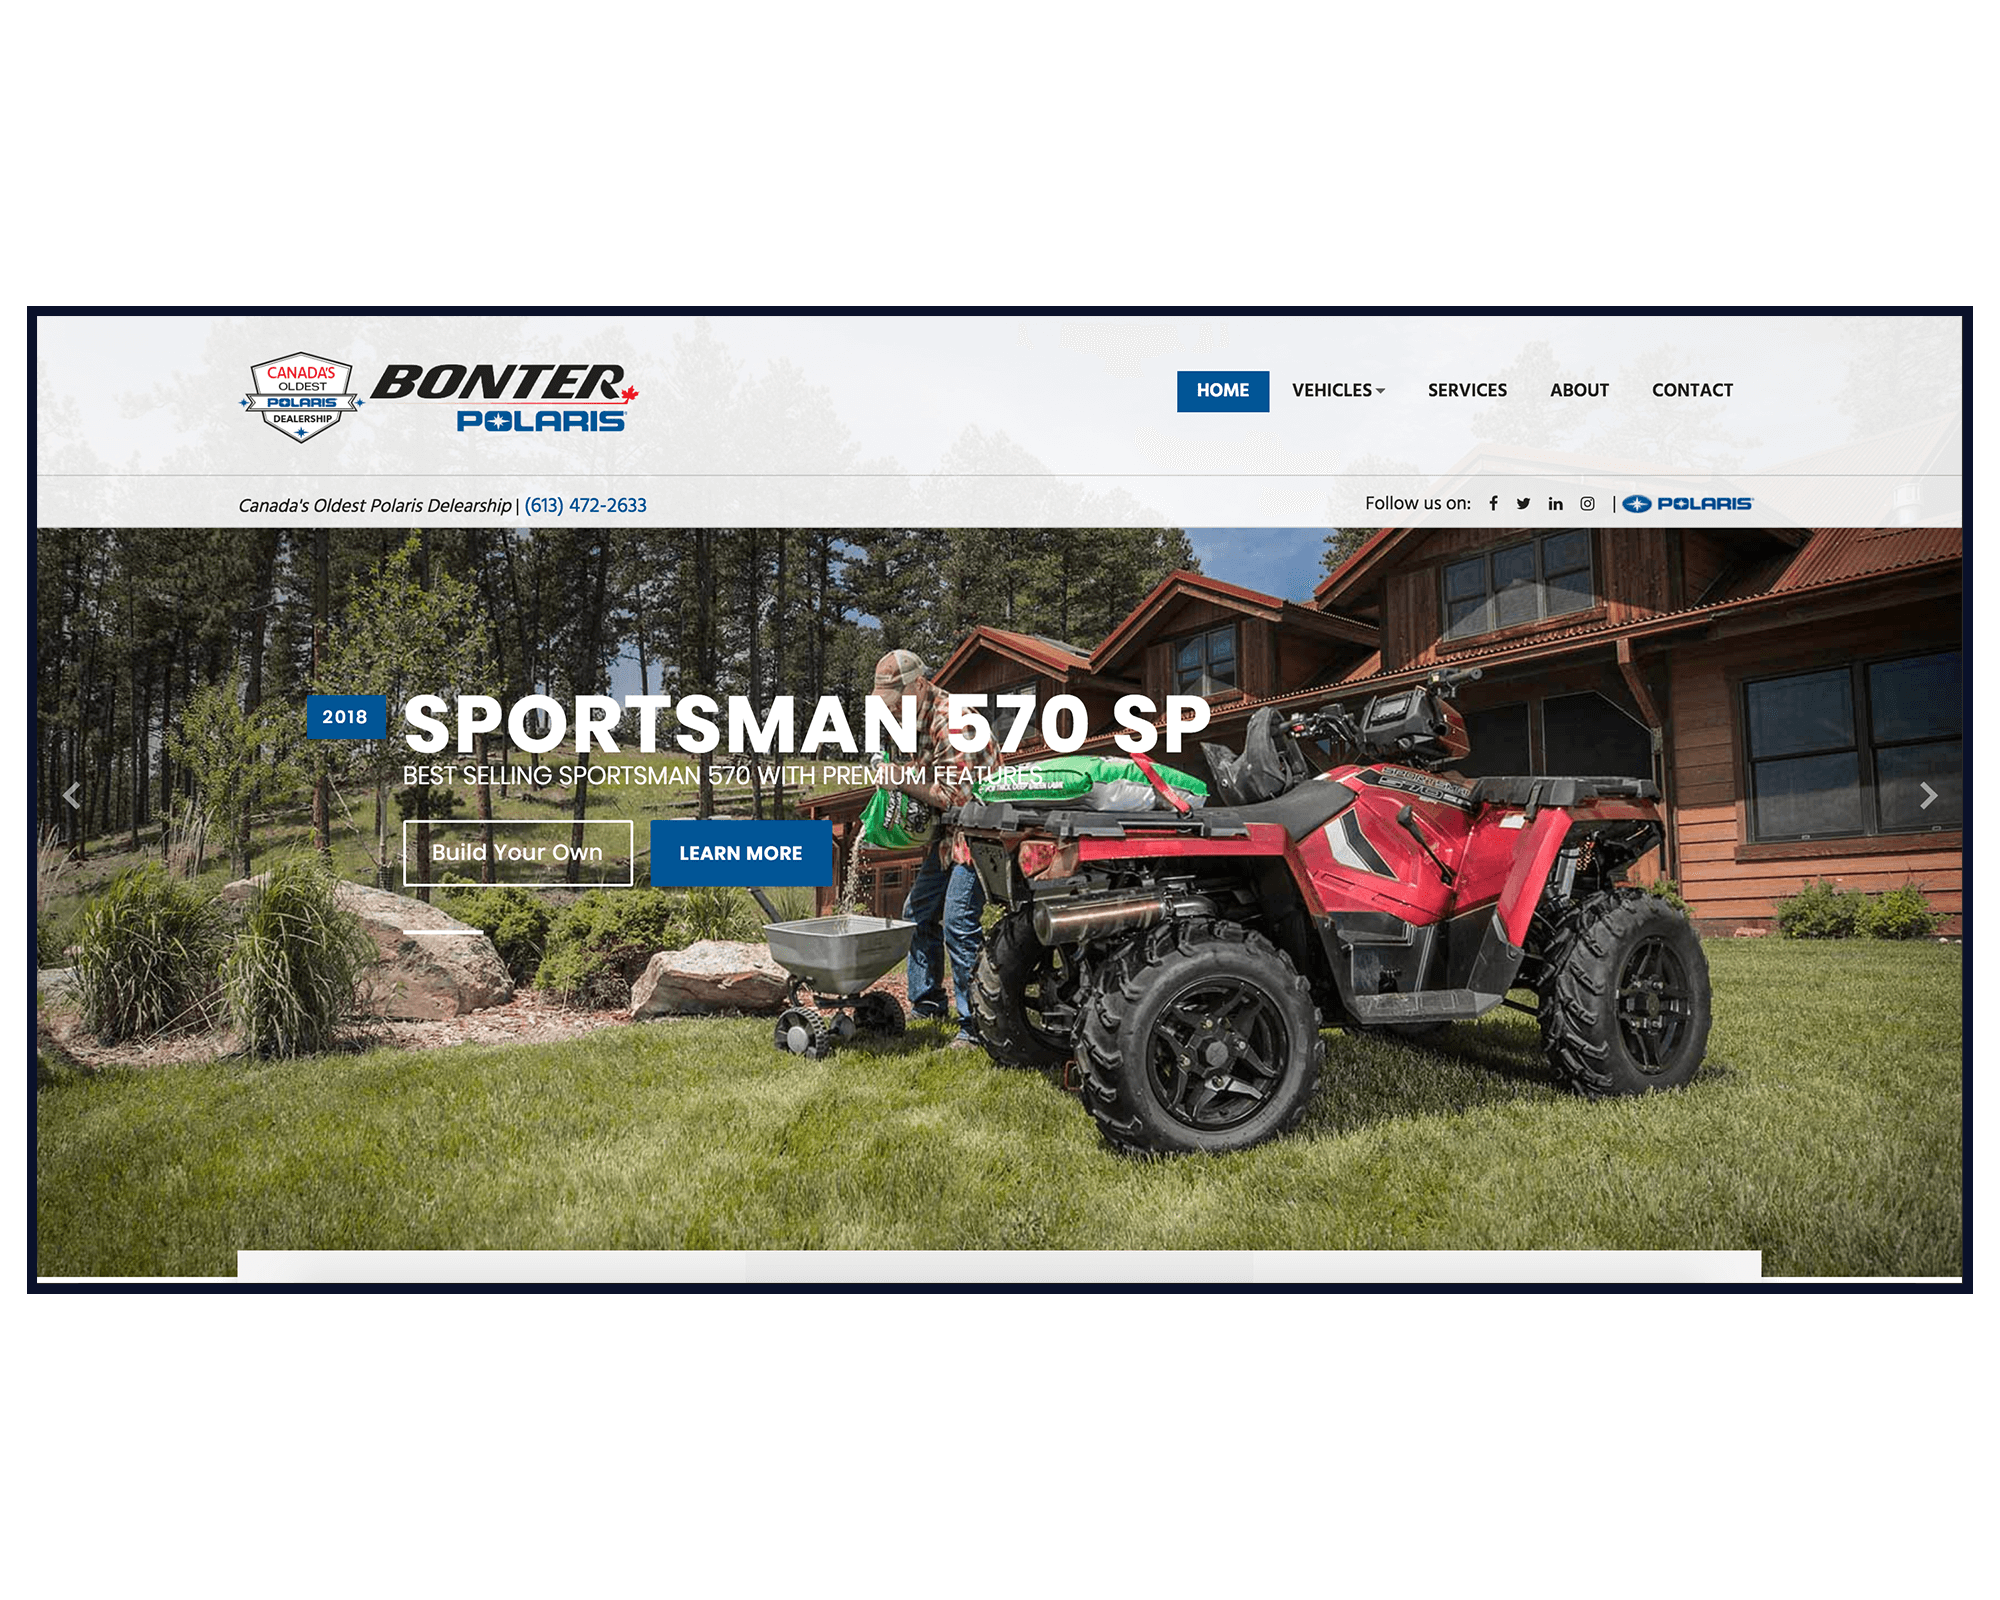 CANADA'S
OLDEST
POLARIS
DEALERSHIP
BONTER
POLARIS
HOME VEHICLES SERVICES ABOUT CONTACT
Canada's Oldest Polaris Delearship | (613) 472-2633
Follow us on: | POLARIS
2018
SPORTSMAN 570 SP
BEST SELLING SPORTSMAN 570 WITH PREMIUM FEATURES
Build Your Own LEARN MORE
SPORTSMAN
570